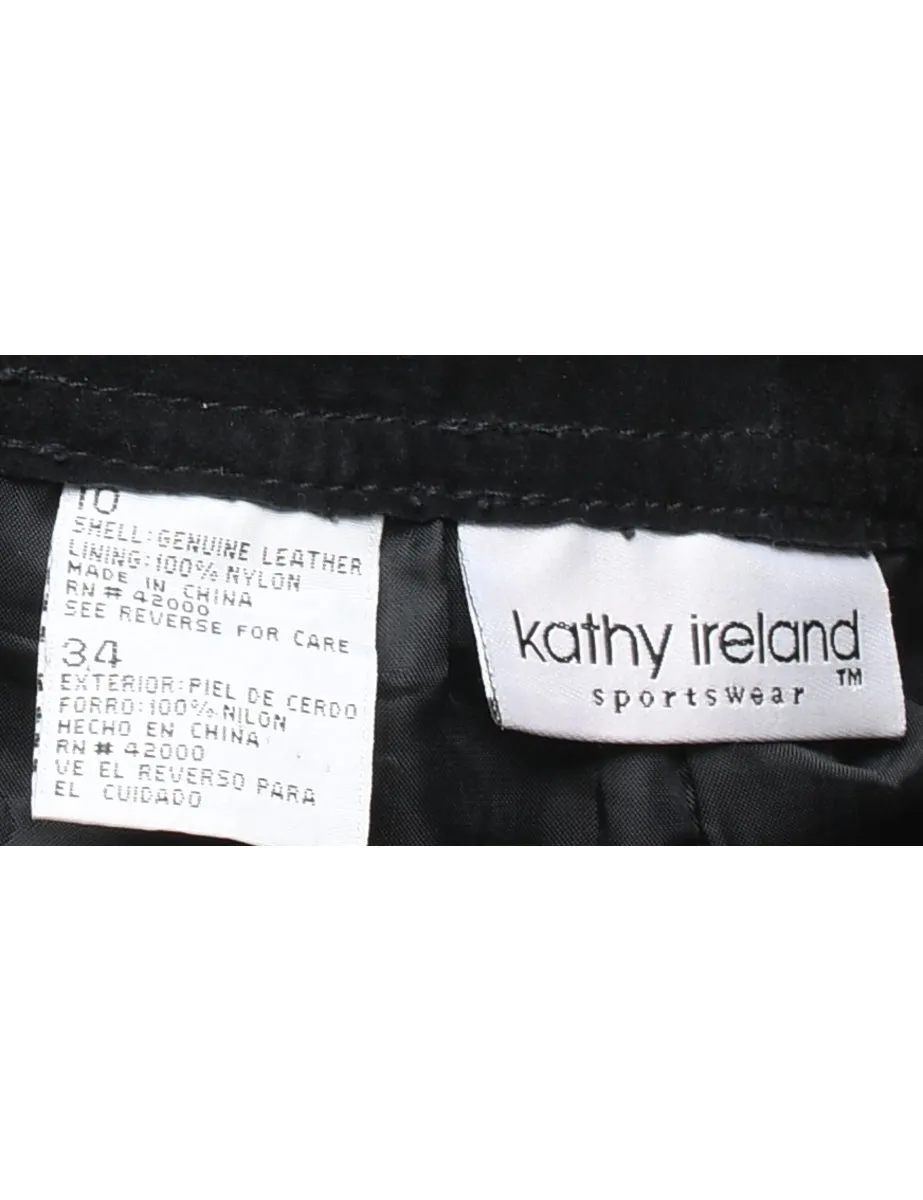 10
SHELL: GENUINE LEATHER
LINING: 100% NYLON
MADE IN CHINA
RN # 42000
SEE REVERSE FOR CARE
34
EXTERIOR: PIEL DE CERDO
FORRO: 100% NILON
HECHO EN CHINA
RN # 42000
VE EL REVERSO PARA
EL CUIDADO
kathy ireland
TM
sportswear